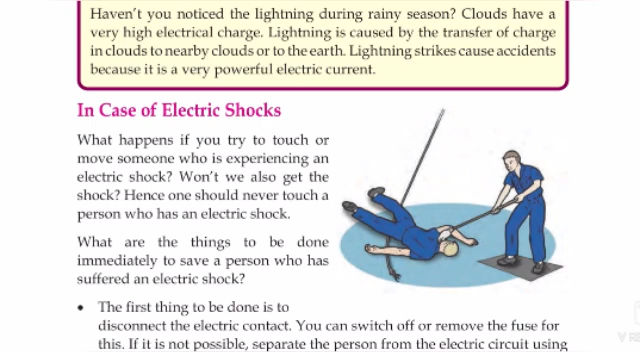 Haven't you noticed the lightning during rainy season? Clouds have a
very high electrical charge. Lightning is caused by the transfer of charge
in clouds to nearby clouds or to the earth. Lightning strikes cause accidents
because it is a very powerful electric current.
In Case of Electric Shocks
What happens if you try to touch or
move someone who is experiencing an
electric shock? Won't we also get the
shock? Hence one should never touch a
person who has an electric shock.
What are the things to be done
immediately to save a person who has
suffered an electric shock?
• The first thing to be done is to
disconnect the electric contact. You can switch off or remove the fuse for
this. If it is not possible, separate the person from the electric circuit using